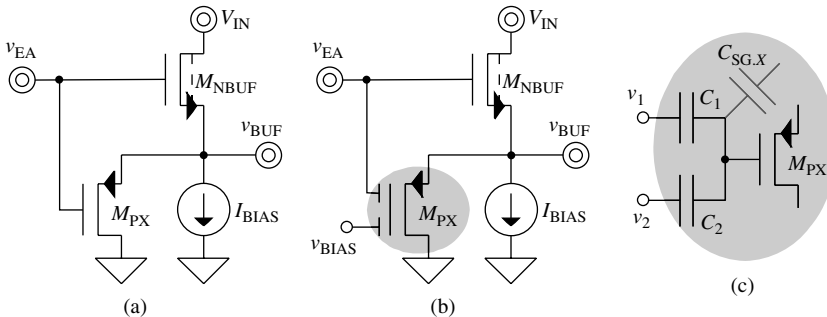 v_EA
V_IN
M_NBUF
v_BUF
M_PX
I_BIAS
(a)
v_EA
V_IN
M_NBUF
v_BUF
M_PX
I_BIAS
v_BIAS
(b)
C_SG.X
v_1
C_1
M_PX
v_2
C_2
(c)